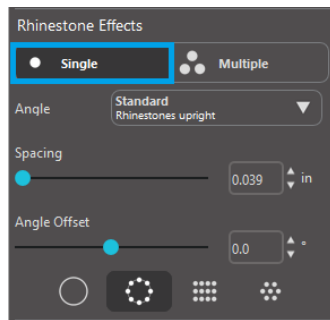 Rhinestone Effects
Single Multiple
Angle Standard
Rhinestones upright
Spacing
0.039 in
Angle Offset
0.0 °